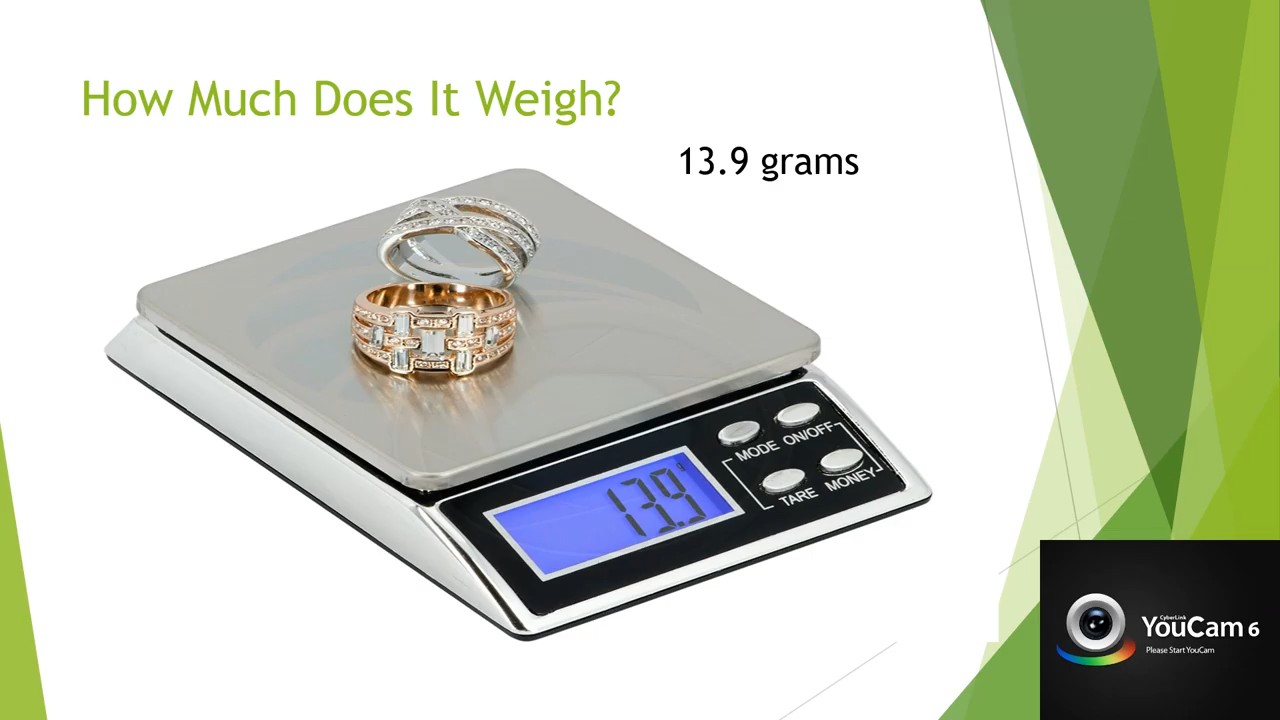 How Much Does It Weigh?
13.9 grams
MODE ON/OFF
TARE MONEY
13.9 g
CyberLink
YouCam 6
Please Start YouCam